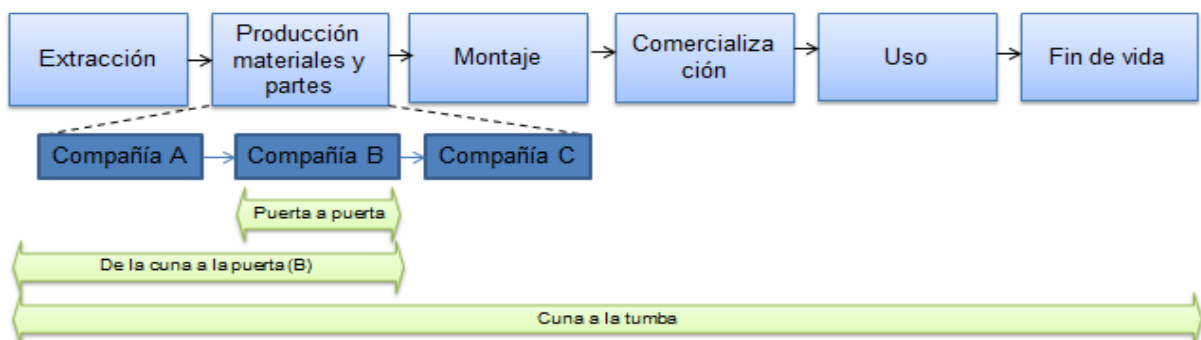 Extracción
Producción
materiales y
partes
Montaje
Comercializa
ción
Uso
Fin de vida
Compañía A
Compañía B
Compañía C
Puerta a puerta
De la cuna a la puerta (B)
Cuna a la tumba